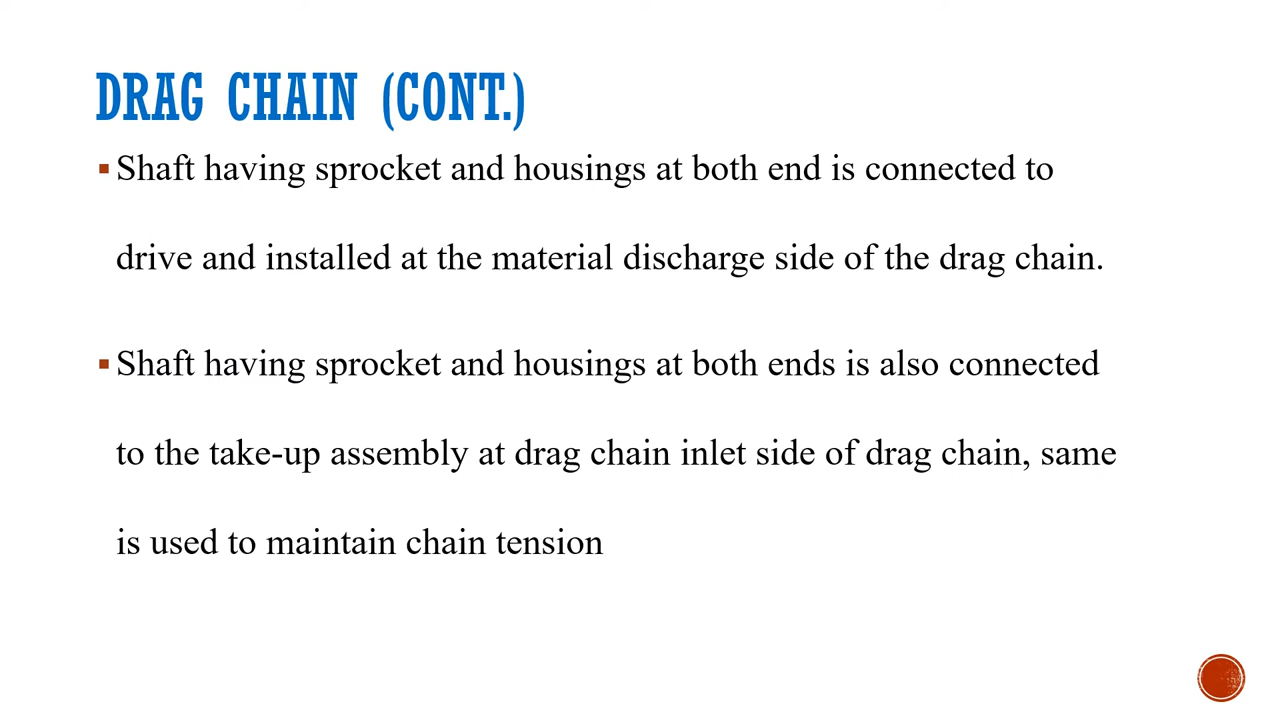 DRAG CHAIN (CONT.)
▪ Shaft having sprocket and housings at both end is connected to
drive and installed at the material discharge side of the drag chain.
▪ Shaft having sprocket and housings at both ends is also connected
to the take-up assembly at drag chain inlet side of drag chain, same
is used to maintain chain tension